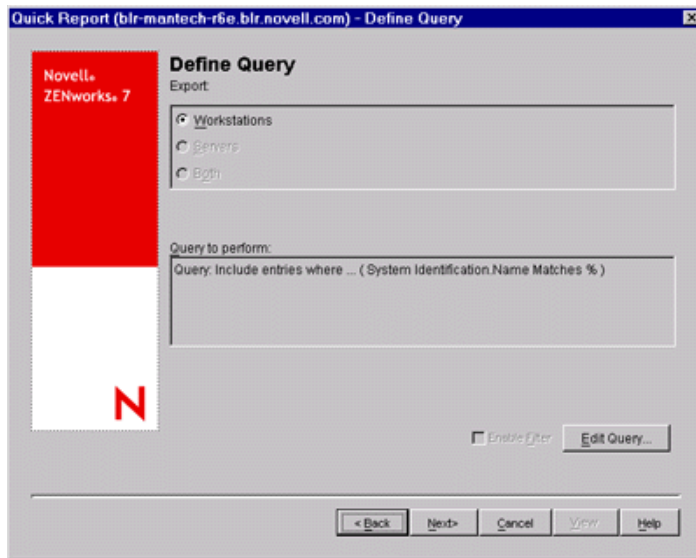 Quick Report (blr-mantech-r6e.blr.novell.com) - Define Query
Novell®
ZENworks® 7
Define Query
Export:
Workstations
Servers
Both
Query to perform:
Query: Include entries where ... ( System Identification.Name Matches % )
N
Enable Filter
Edit Query...
< Back
Next>
Cancel
View
Help